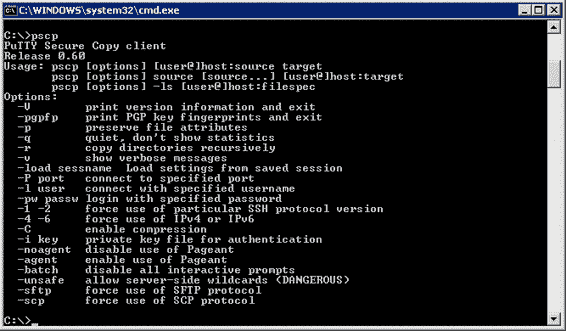 C:\WINDOWS\system32\cmd.exe
C:\>pscp
PuTTY Secure Copy client
Release 0.60
Usage: pscp [options] [user@]host:source target
pscp [options] source [source...] [user@]host:target
pscp [options] -ls [user@]host:filespec
Options:
-V print version information and exit
-pgpfp print PGP key fingerprints and exit
-p preserve file attributes
-q quiet, don't show statistics
-r copy directories recursively
-v show verbose messages
-load sessname Load settings from saved session
-P port connect to specified port
-l user connect with specified username
-pw passw login with specified password
-1 -2 force use of particular SSH protocol version
-4 -6 force use of IPv4 or IPv6
-C enable compression
-i key private key file for authentication
-noagent disable use of Pageant
-agent enable use of Pageant
-batch disable all interactive prompts
-unsafe allow server-side wildcards (DANGEROUS)
-sftp force use of SFTP protocol
-scp force use of SCP protocol
C:\>_